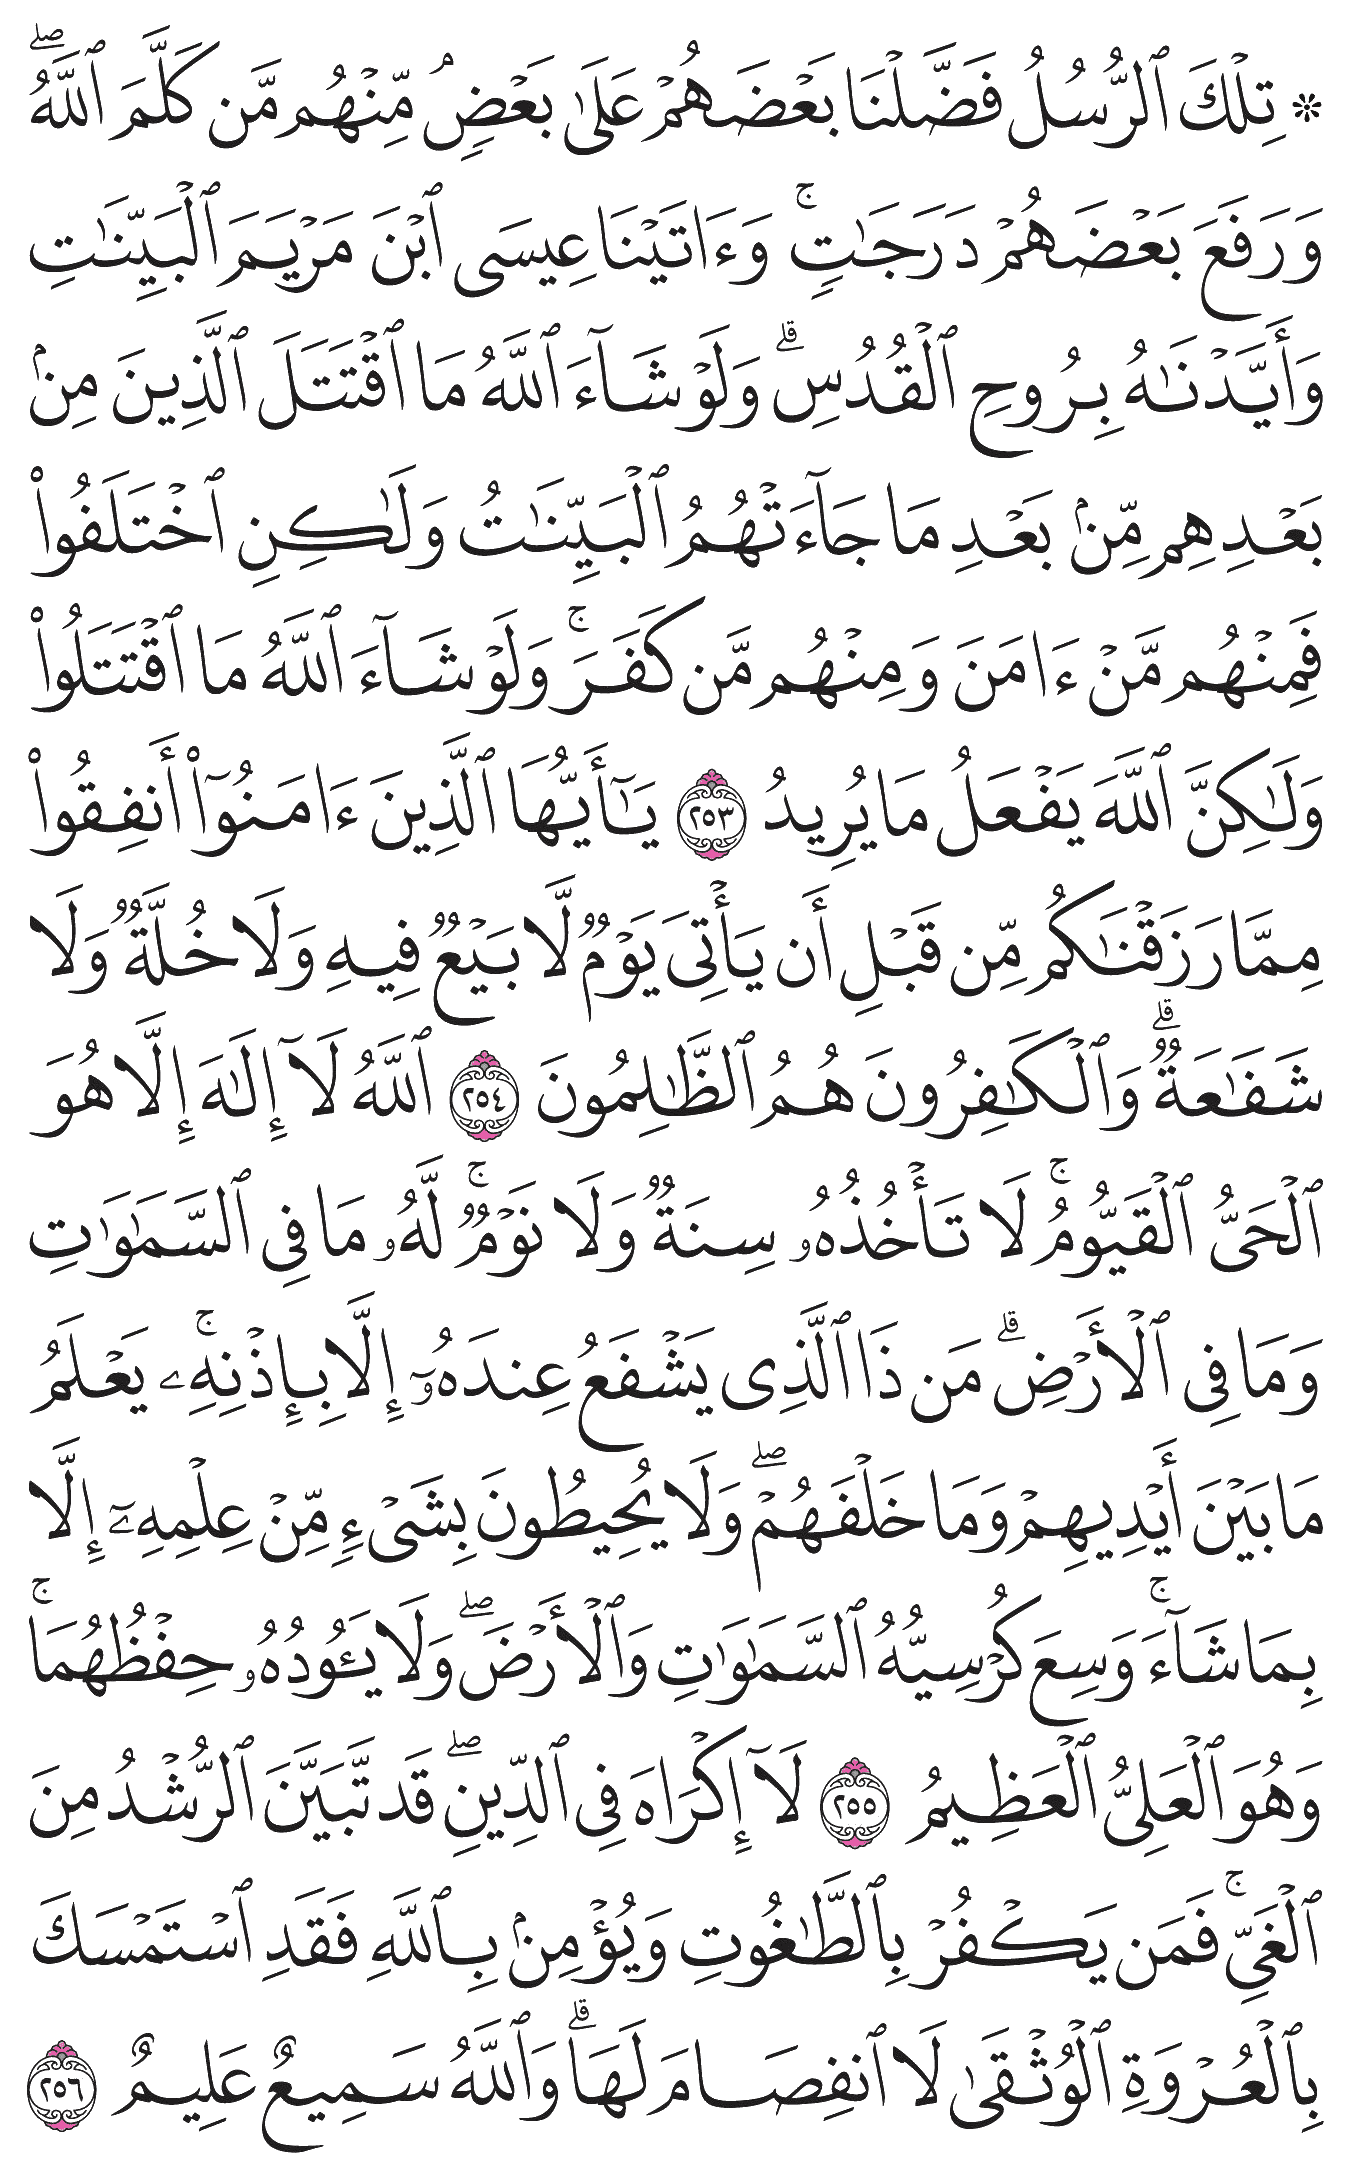 ۞ تِلۡكَ ٱلرُّسُلُ فَضَّلۡنَا بَعۡضَهُمۡ عَلَىٰ بَعۡضٖۘ مِّنۡهُم مَّن كَلَّمَ ٱللَّهُۖ
وَرَفَعَ بَعۡضَهُمۡ دَرَجَٰتٖۚ وَءَاتَيۡنَا عِيسَى ٱبۡنَ مَرۡيَمَ ٱلۡبَيِّنَٰتِ
وَأَيَّدۡنَٰهُ بِرُوحِ ٱلۡقُدُسِۗ وَلَوۡ شَآءَ ٱللَّهُ مَا ٱقۡتَتَلَ ٱلَّذِينَ مِنۢ
بَعۡدِهِم مِّنۢ بَعۡدِ مَا جَآءَتۡهُمُ ٱلۡبَيِّنَٰتُ وَلَٰكِنِ ٱخۡتَلَفُواْ
فَمِنۡهُم مَّنۡ ءَامَنَ وَمِنۡهُم مَّن كَفَرَۚ وَلَوۡ شَآءَ ٱللَّهُ مَا ٱقۡتَتَلُواْ
وَلَٰكِنَّ ٱللَّهَ يَفۡعَلُ مَا يُرِيدُ ٢٥٣ يَٰٓأَيُّهَا ٱلَّذِينَ ءَامَنُوٓاْ أَنفِقُواْ
مِمَّا رَزَقۡنَٰكُم مِّن قَبۡلِ أَن يَأۡتِيَ يَوۡمٞ لَّا بَيۡعٞ فِيهِ وَلَا خُلَّةٞ وَلَا
شَفَٰعَةٞۗ وَٱلۡكَٰفِرُونَ هُمُ ٱلظَّٰلِمُونَ ٢٥٤ ٱللَّهُ لَآ إِلَٰهَ إِلَّا هُوَ
ٱلۡحَيُّ ٱلۡقَيُّومُۚ لَا تَأۡخُذُهُۥ سِنَةٞ وَلَا نَوۡمٞۚ لَّهُۥ مَا فِي ٱلسَّمَٰوَٰتِ
وَمَا فِي ٱلۡأَرۡضِۗ مَن ذَا ٱلَّذِي يَشۡفَعُ عِندَهُۥٓ إِلَّا بِإِذۡنِهِۦۚ يَعۡلَمُ
مَا بَيۡنَ أَيۡدِيهِمۡ وَمَا خَلۡفَهُمۡۖ وَلَا يُحِيطُونَ بِشَيۡءٖ مِّنۡ عِلۡمِهِۦٓ إِلَّا
بِمَا شَآءَۚ وَسِعَ كُرۡسِيُّهُ ٱلسَّمَٰوَٰتِ وَٱلۡأَرۡضَۖ وَلَا يَـُٔودُهُۥ حِفۡظُهُمَاۚ
وَهُوَ ٱلۡعَلِيُّ ٱلۡعَظِيمُ ٢٥٥ لَآ إِكۡرَاهَ فِي ٱلدِّينِۖ قَد تَّبَيَّنَ ٱلرُّشۡدُ مِنَ
ٱلۡغَيِّۚ فَمَن يَكۡفُرۡ بِٱلطَّٰغُوتِ وَيُؤۡمِنۢ بِٱللَّهِ فَقَدِ ٱسۡتَمۡسَكَ
بِٱلۡعُرۡوَةِ ٱلۡوُثۡقَىٰ لَا ٱنفِصَامَ لَهَاۗ وَٱللَّهُ سَمِيعٌ عَلِيمٌ ٢٥٦